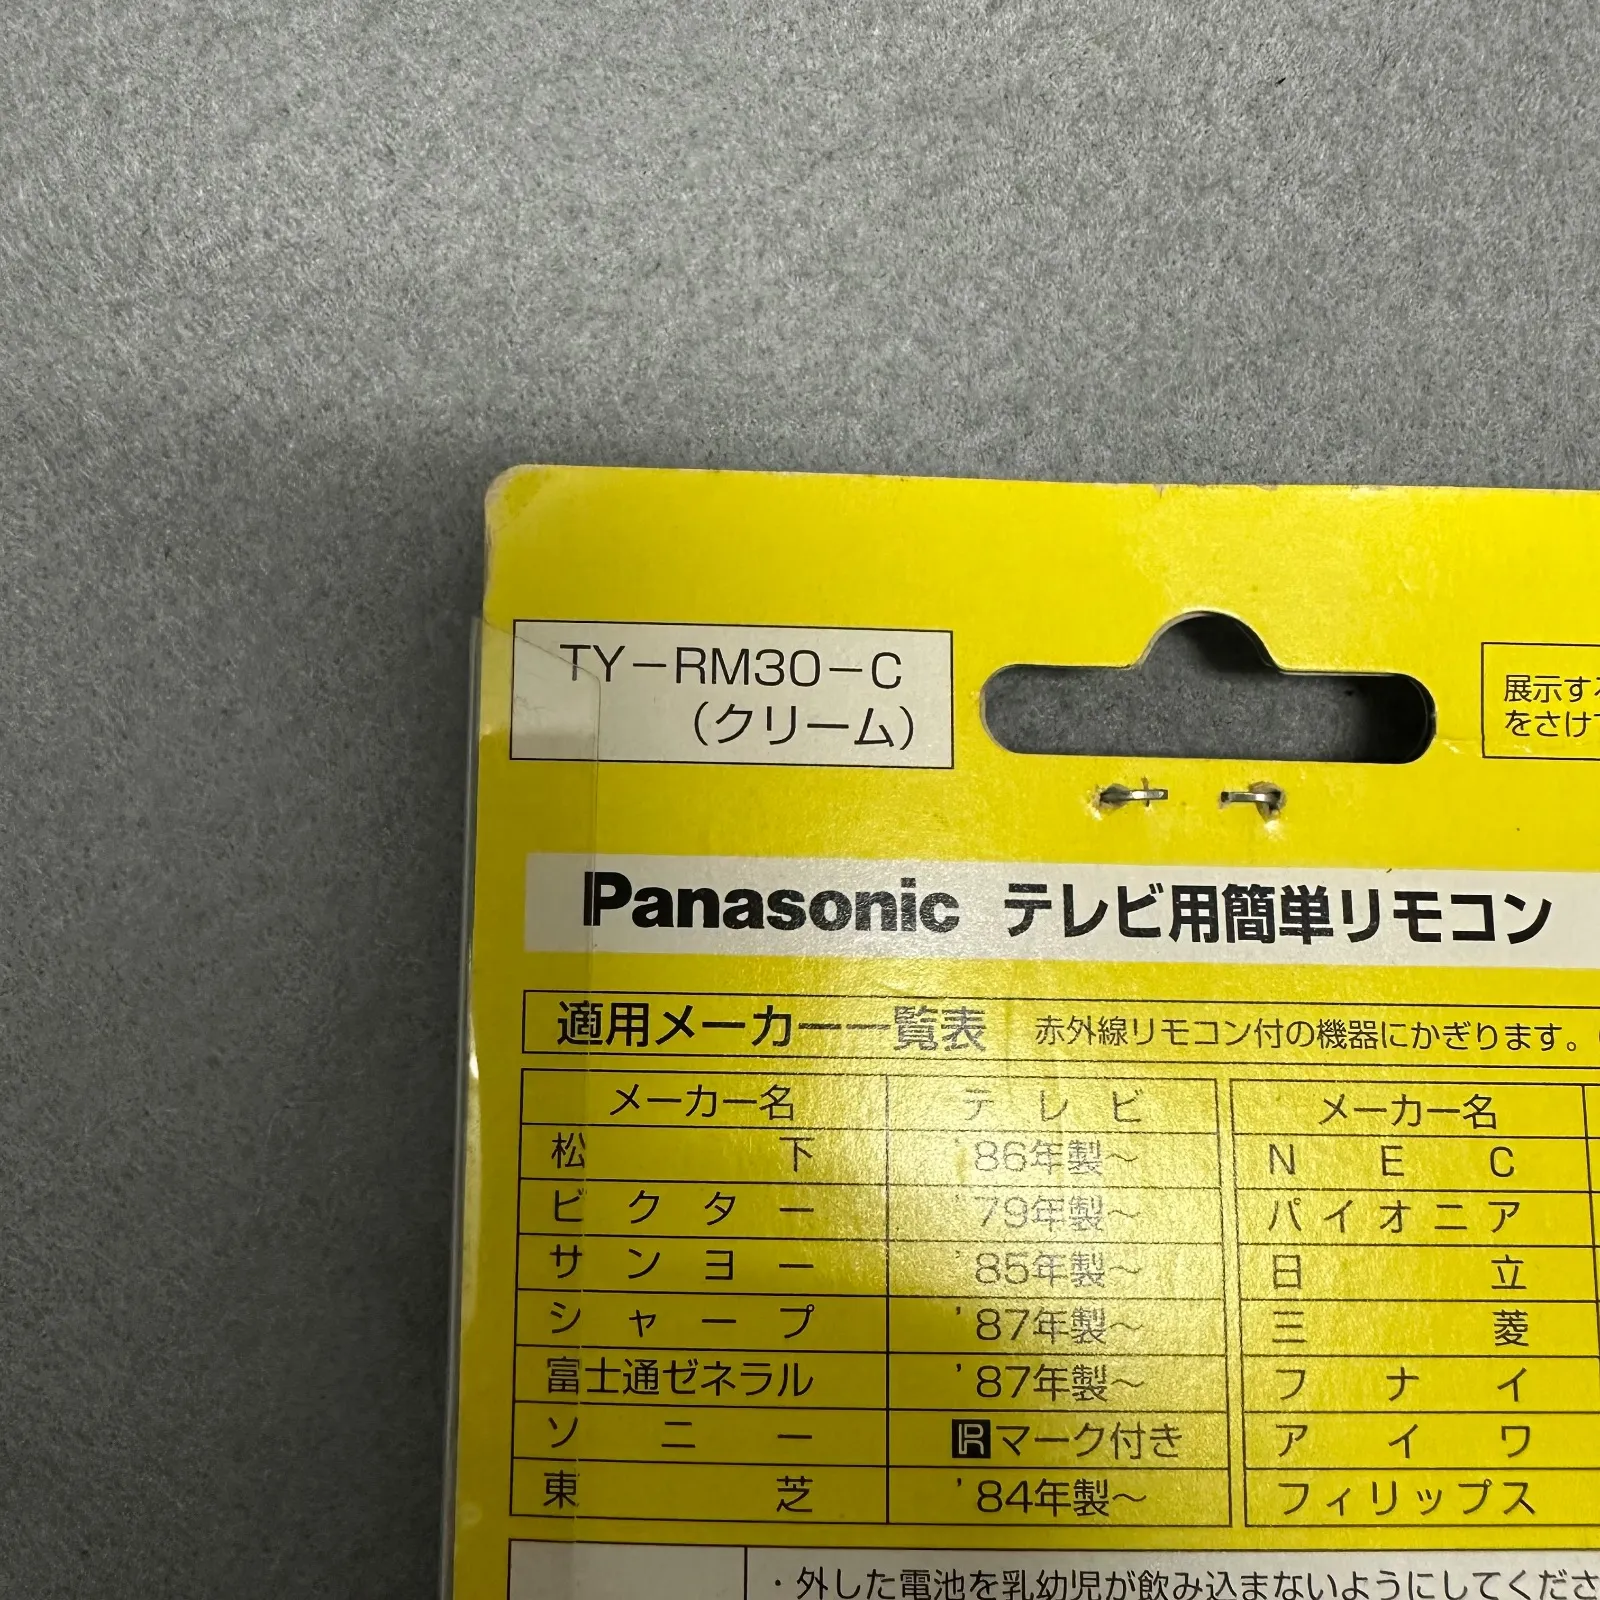 TY−RM30−C
(クリーム)
展示す
をさけ
Panasonic テレビ用簡単リモコン
適用メーカー一覧表 赤外線リモコン付の機器にかぎります。
メーカー名 テレビ メーカー名
松下 '86年製〜 NEC
ビクター '79年製〜 パイオニア
サンヨー '85年製〜 日立
シャープ '87年製〜 三菱
富士通ゼネラル '87年製〜 フナイ
ソニー Rマーク付き アイワ
東芝 '84年製〜 フィリップス
・外した電池を乳幼児が飲み込まないようにしてくださ